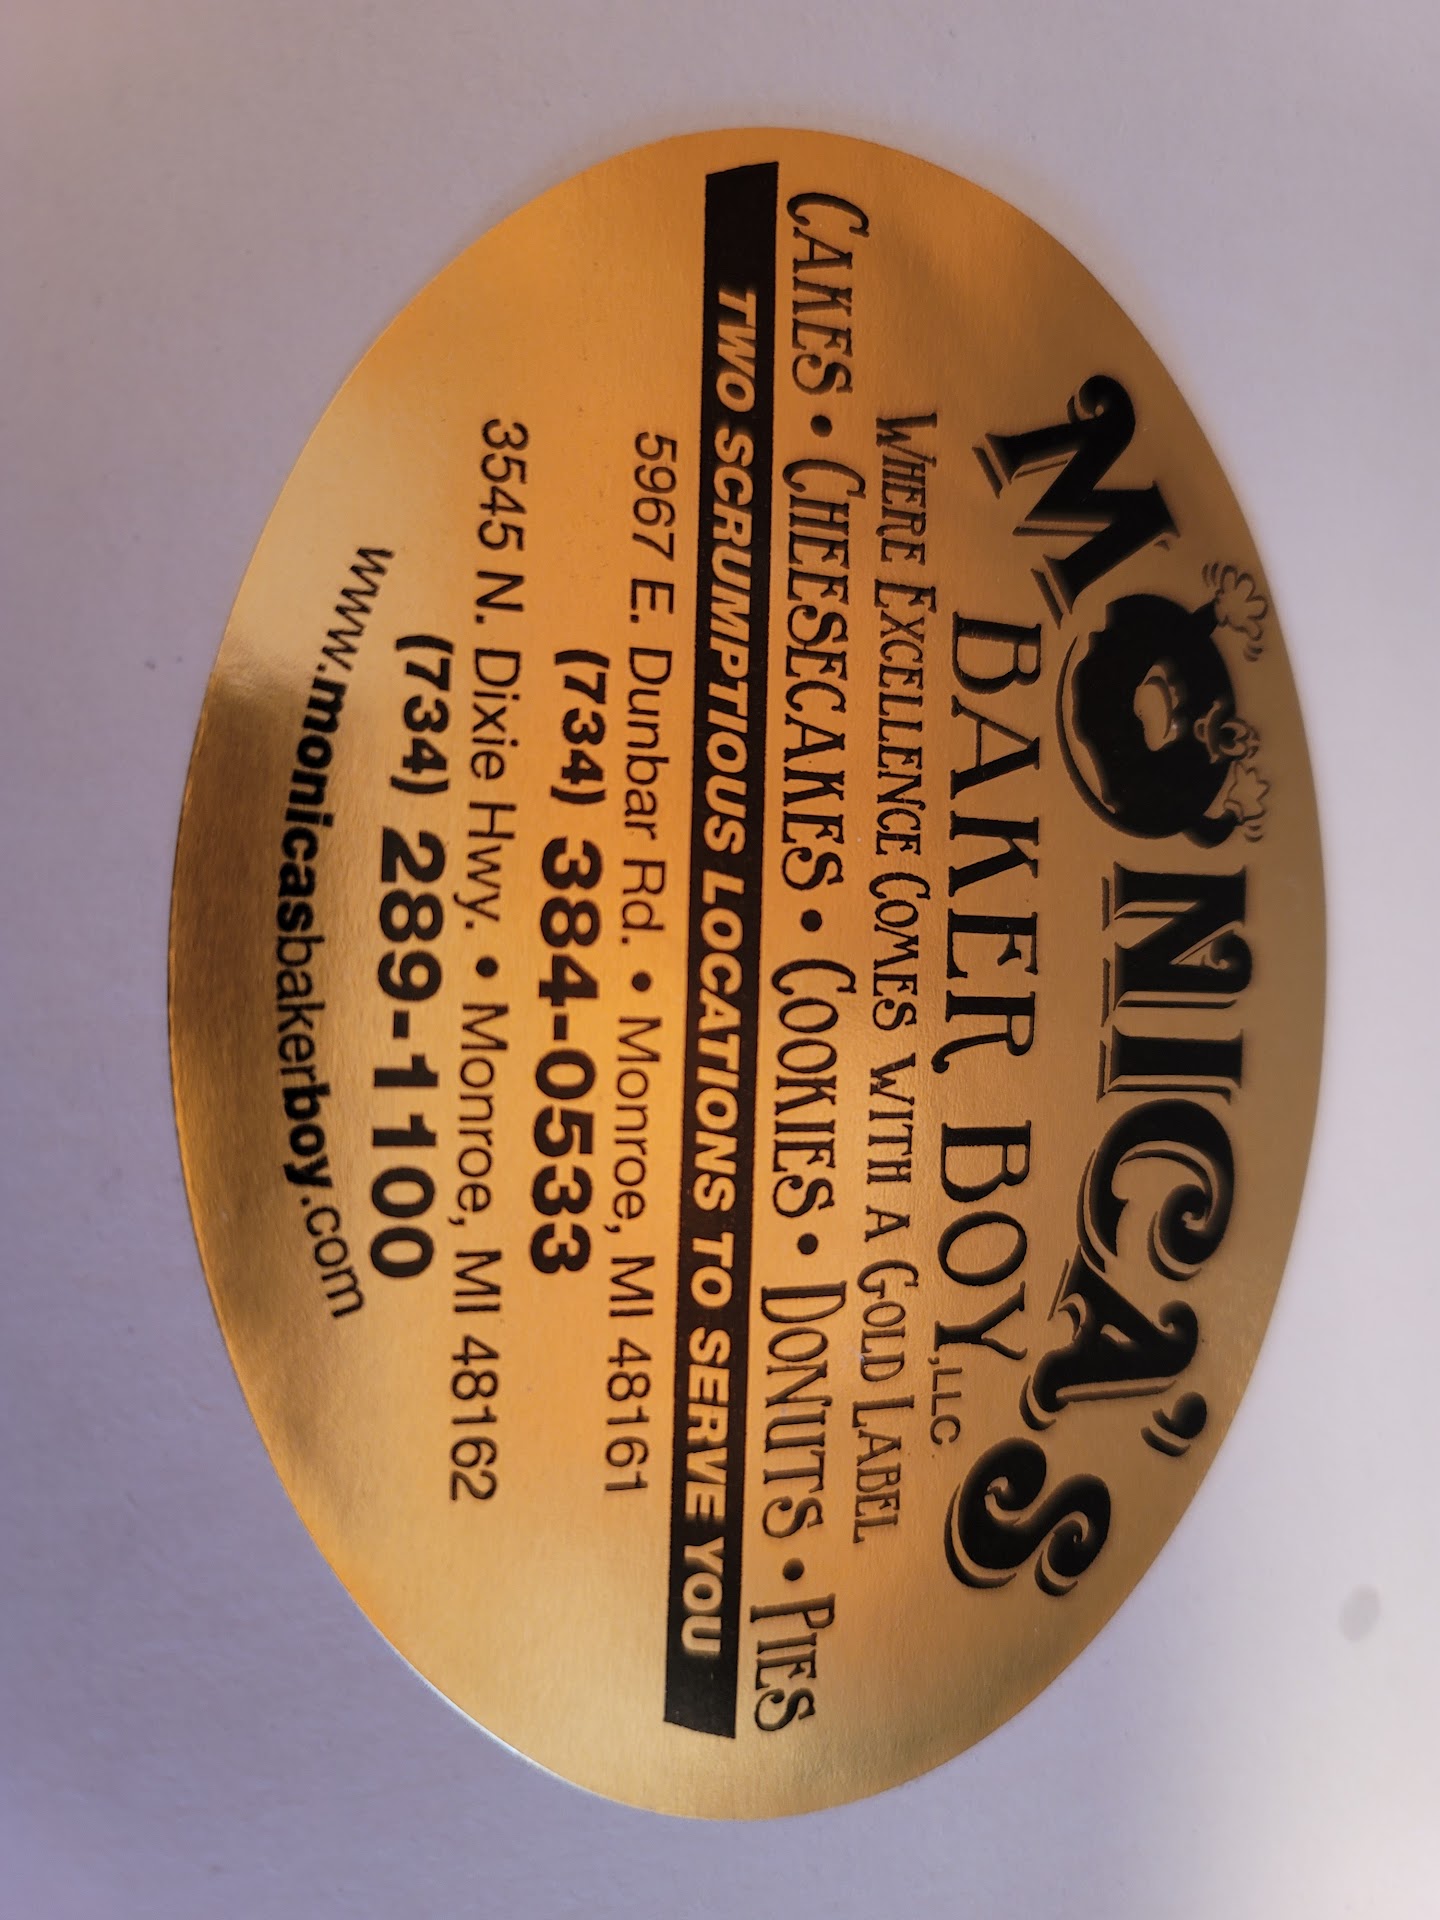 MONICA'S
BAKER BOY, LLC
WHERE EXCELLENCE COMES WITH A GOLD LABEL
CAKES • CHEESECAKES • COOKIES • DONUTS • PIES
TWO SCRUMPTIOUS LOCATIONS TO SERVE YOU
5967 E. Dunbar Rd. • Monroe, MI 48161
(734) 384-0533
3545 N. Dixie Hwy. • Monroe, MI 48162
(734) 289-1100
www.monicasbakerboy.com